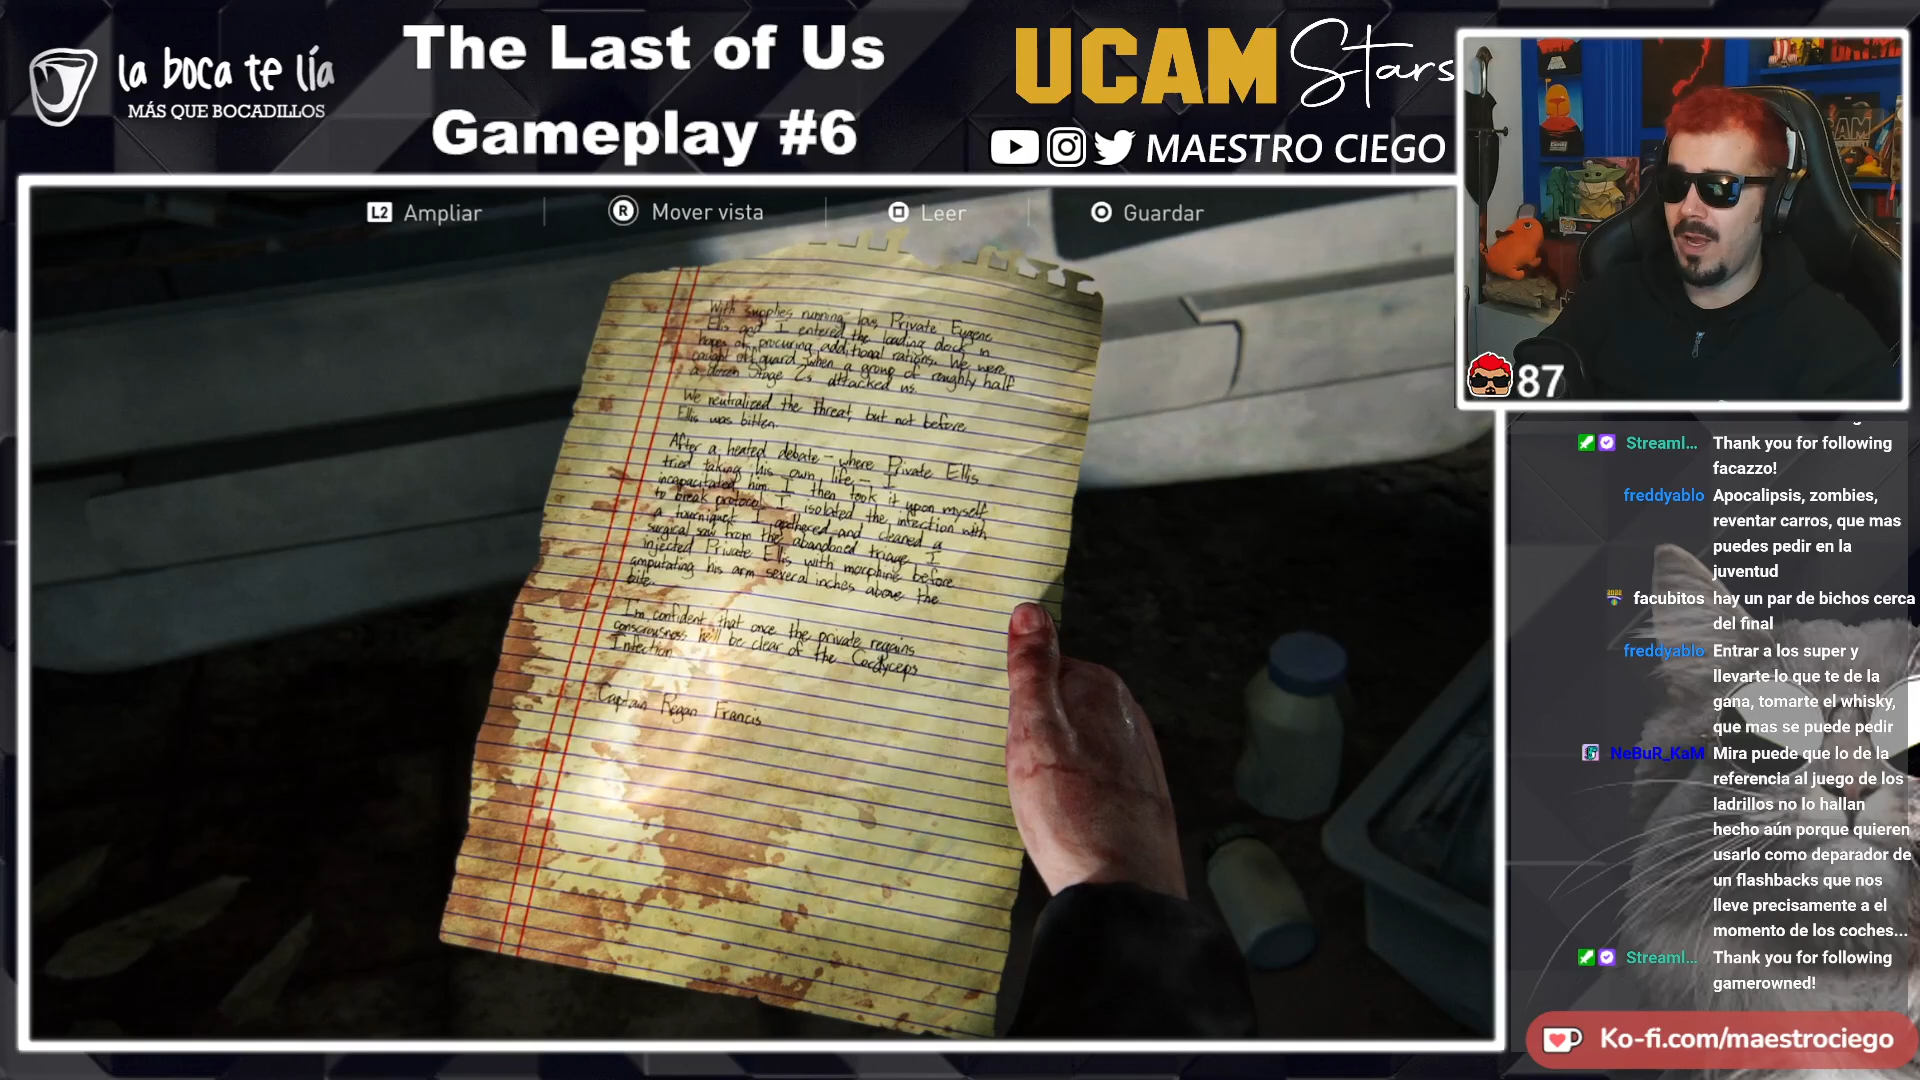 la boca te lía
MÁS QUE BOCADILLOS
The Last of Us
Gameplay #6
UCAM Stars
MAESTRO CIEGO
L2 Ampliar
R Mover vista
Leer
Guardar
With supplies running low, Private Eugene
Ellis and I entered the loading dock in
hopes of procuring additional rations. We were
caught off guard when a group of roughly half
a dozen Stage 2s attacked us.
We neutralized the threat, but not before
Ellis was bitten.
After a heated debate – where Private Ellis
tried taking his own life – I
incapacitated him. I then took it upon myself
to break protocol. I isolated the infection with
a tourniquet. I gathered and cleaned a
surgical saw from the abandoned triage. I
injected Private Ellis with morphine before
amputating his arm several inches above the
bite.
I'm confident that once the private regains
consciousness he'll be clear of the Cordyceps
Infection
Captain Regan Francis
87
Streaml... Thank you for following
facazzo!
freddyablo Apocalipsis, zombies,
reventar carros, que mas
puedes pedir en la
juventud
facubitos hay un par de bichos cerca
del final
freddyablo Entrar a los super y
llevarte lo que te de la
gana, tomarte el whisky,
que mas se puede pedir
NeBuR_KaM Mira puede que lo de la
referencia al juego de los
ladrillos no lo hallan
hecho aún porque quieren
usarlo como deparador de
un flashbacks que nos
lleve precisamente a el
momento de los coches...
Streaml... Thank you for following
gamerowned!
Ko-fi.com/maestrociego